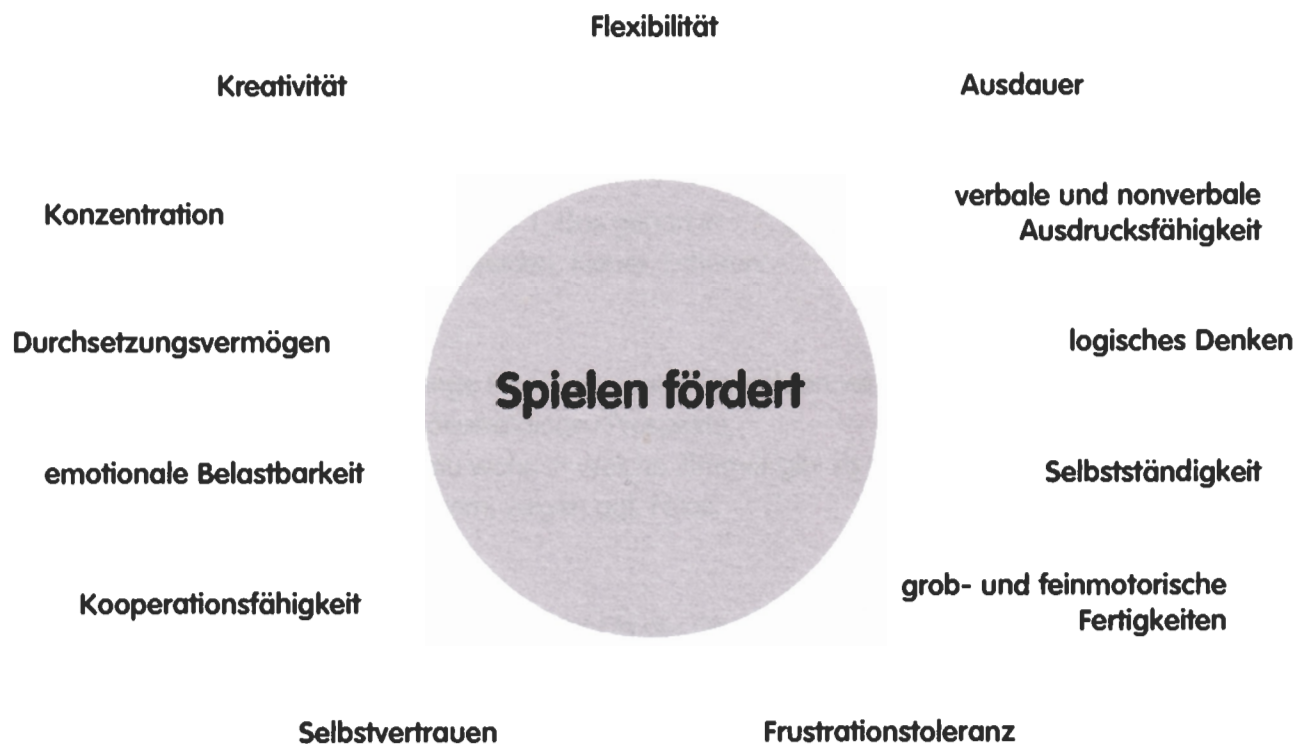 Flexibilität
Kreativität
Ausdauer
Konzentration
verbale und nonverbale
Ausdrucksfähigkeit
Durchsetzungsvermögen
logisches Denken
Spielen fördert
emotionale Belastbarkeit
Selbstständigkeit
Kooperationsfähigkeit
grob- und feinmotorische
Fertigkeiten
Selbstvertrauen
Frustrationstoleranz